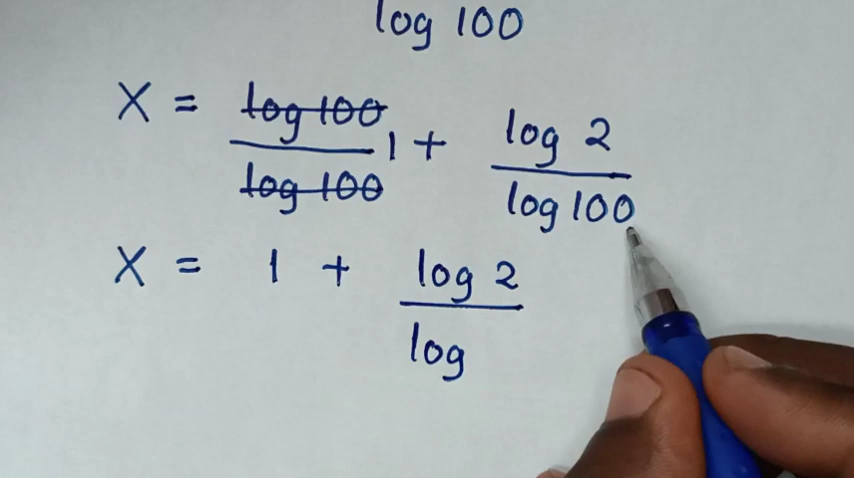 log 100
X = log 100 / log 100 1 + log 2 / log 100
X = 1 + log 2 / log